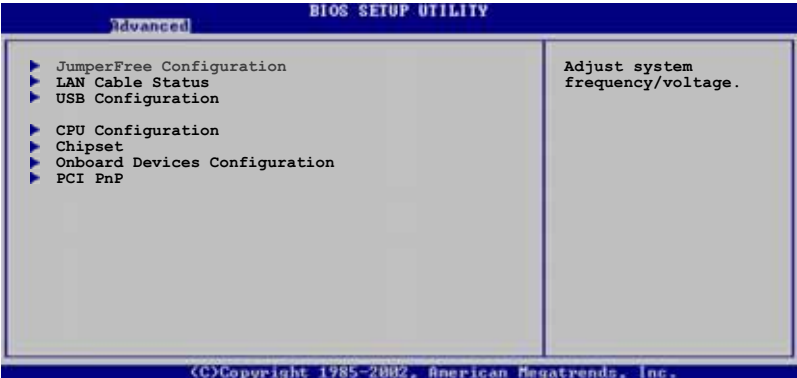 BIOS SETUP UTILITY
Advanced
JumperFree Configuration
LAN Cable Status
USB Configuration
CPU Configuration
Chipset
Onboard Devices Configuration
PCI PnP
Adjust system
frequency/voltage.
(C)Copyright 1985-2002, American Megatrends, Inc.